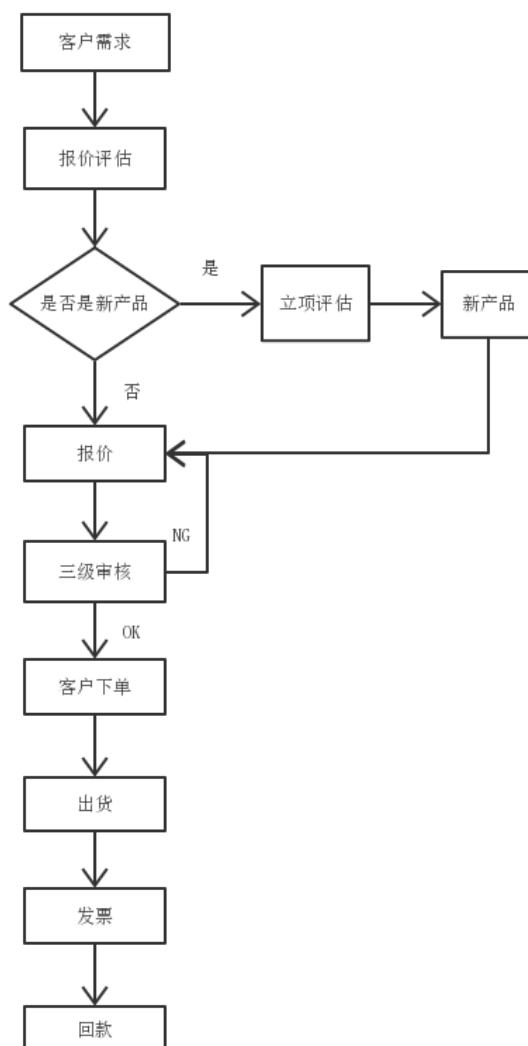 客户需求
报价评估
是否是新产品
是
立项评估
新产品
否
报价
NG
三级审核
OK
客户下单
出货
发票
回款